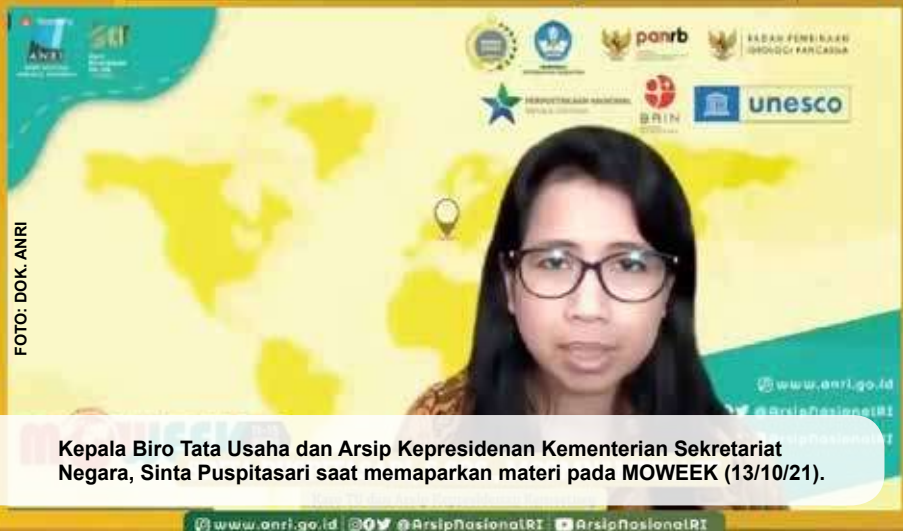 ANRI
panrb
BADAN PEMBINAAN
IDEOLOGI PANCASILA
PERPUSTAKAAN NASIONAL
BRIN
unesco
FOTO: DOK. ANRI
www.anri.go.id
@ArsipNasionalRI
Kepala Biro Tata Usaha dan Arsip Kepresidenan Kementerian Sekretariat
Negara, Sinta Puspitasari saat memaparkan materi pada MOWEEK (13/10/21).
www.anri.go.id @ArsipNasionalRI ArsipNasionalRI